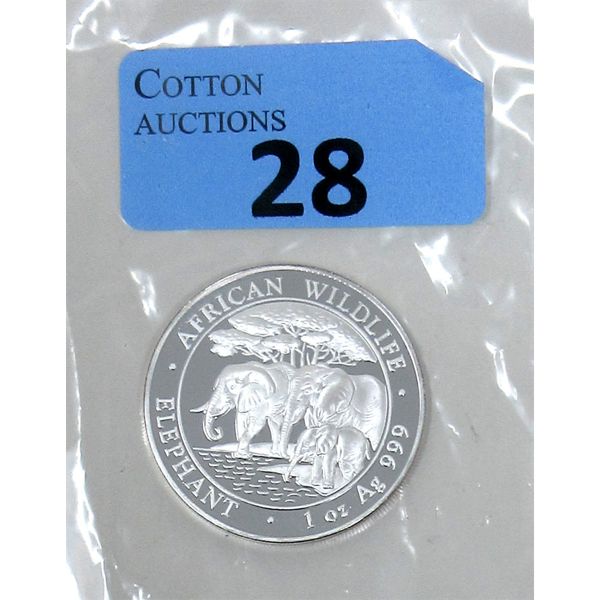 COTTON
AUCTIONS
28
· AFRICAN WILDLIFE ·
ELEPHANT · 1 oz Ag 999